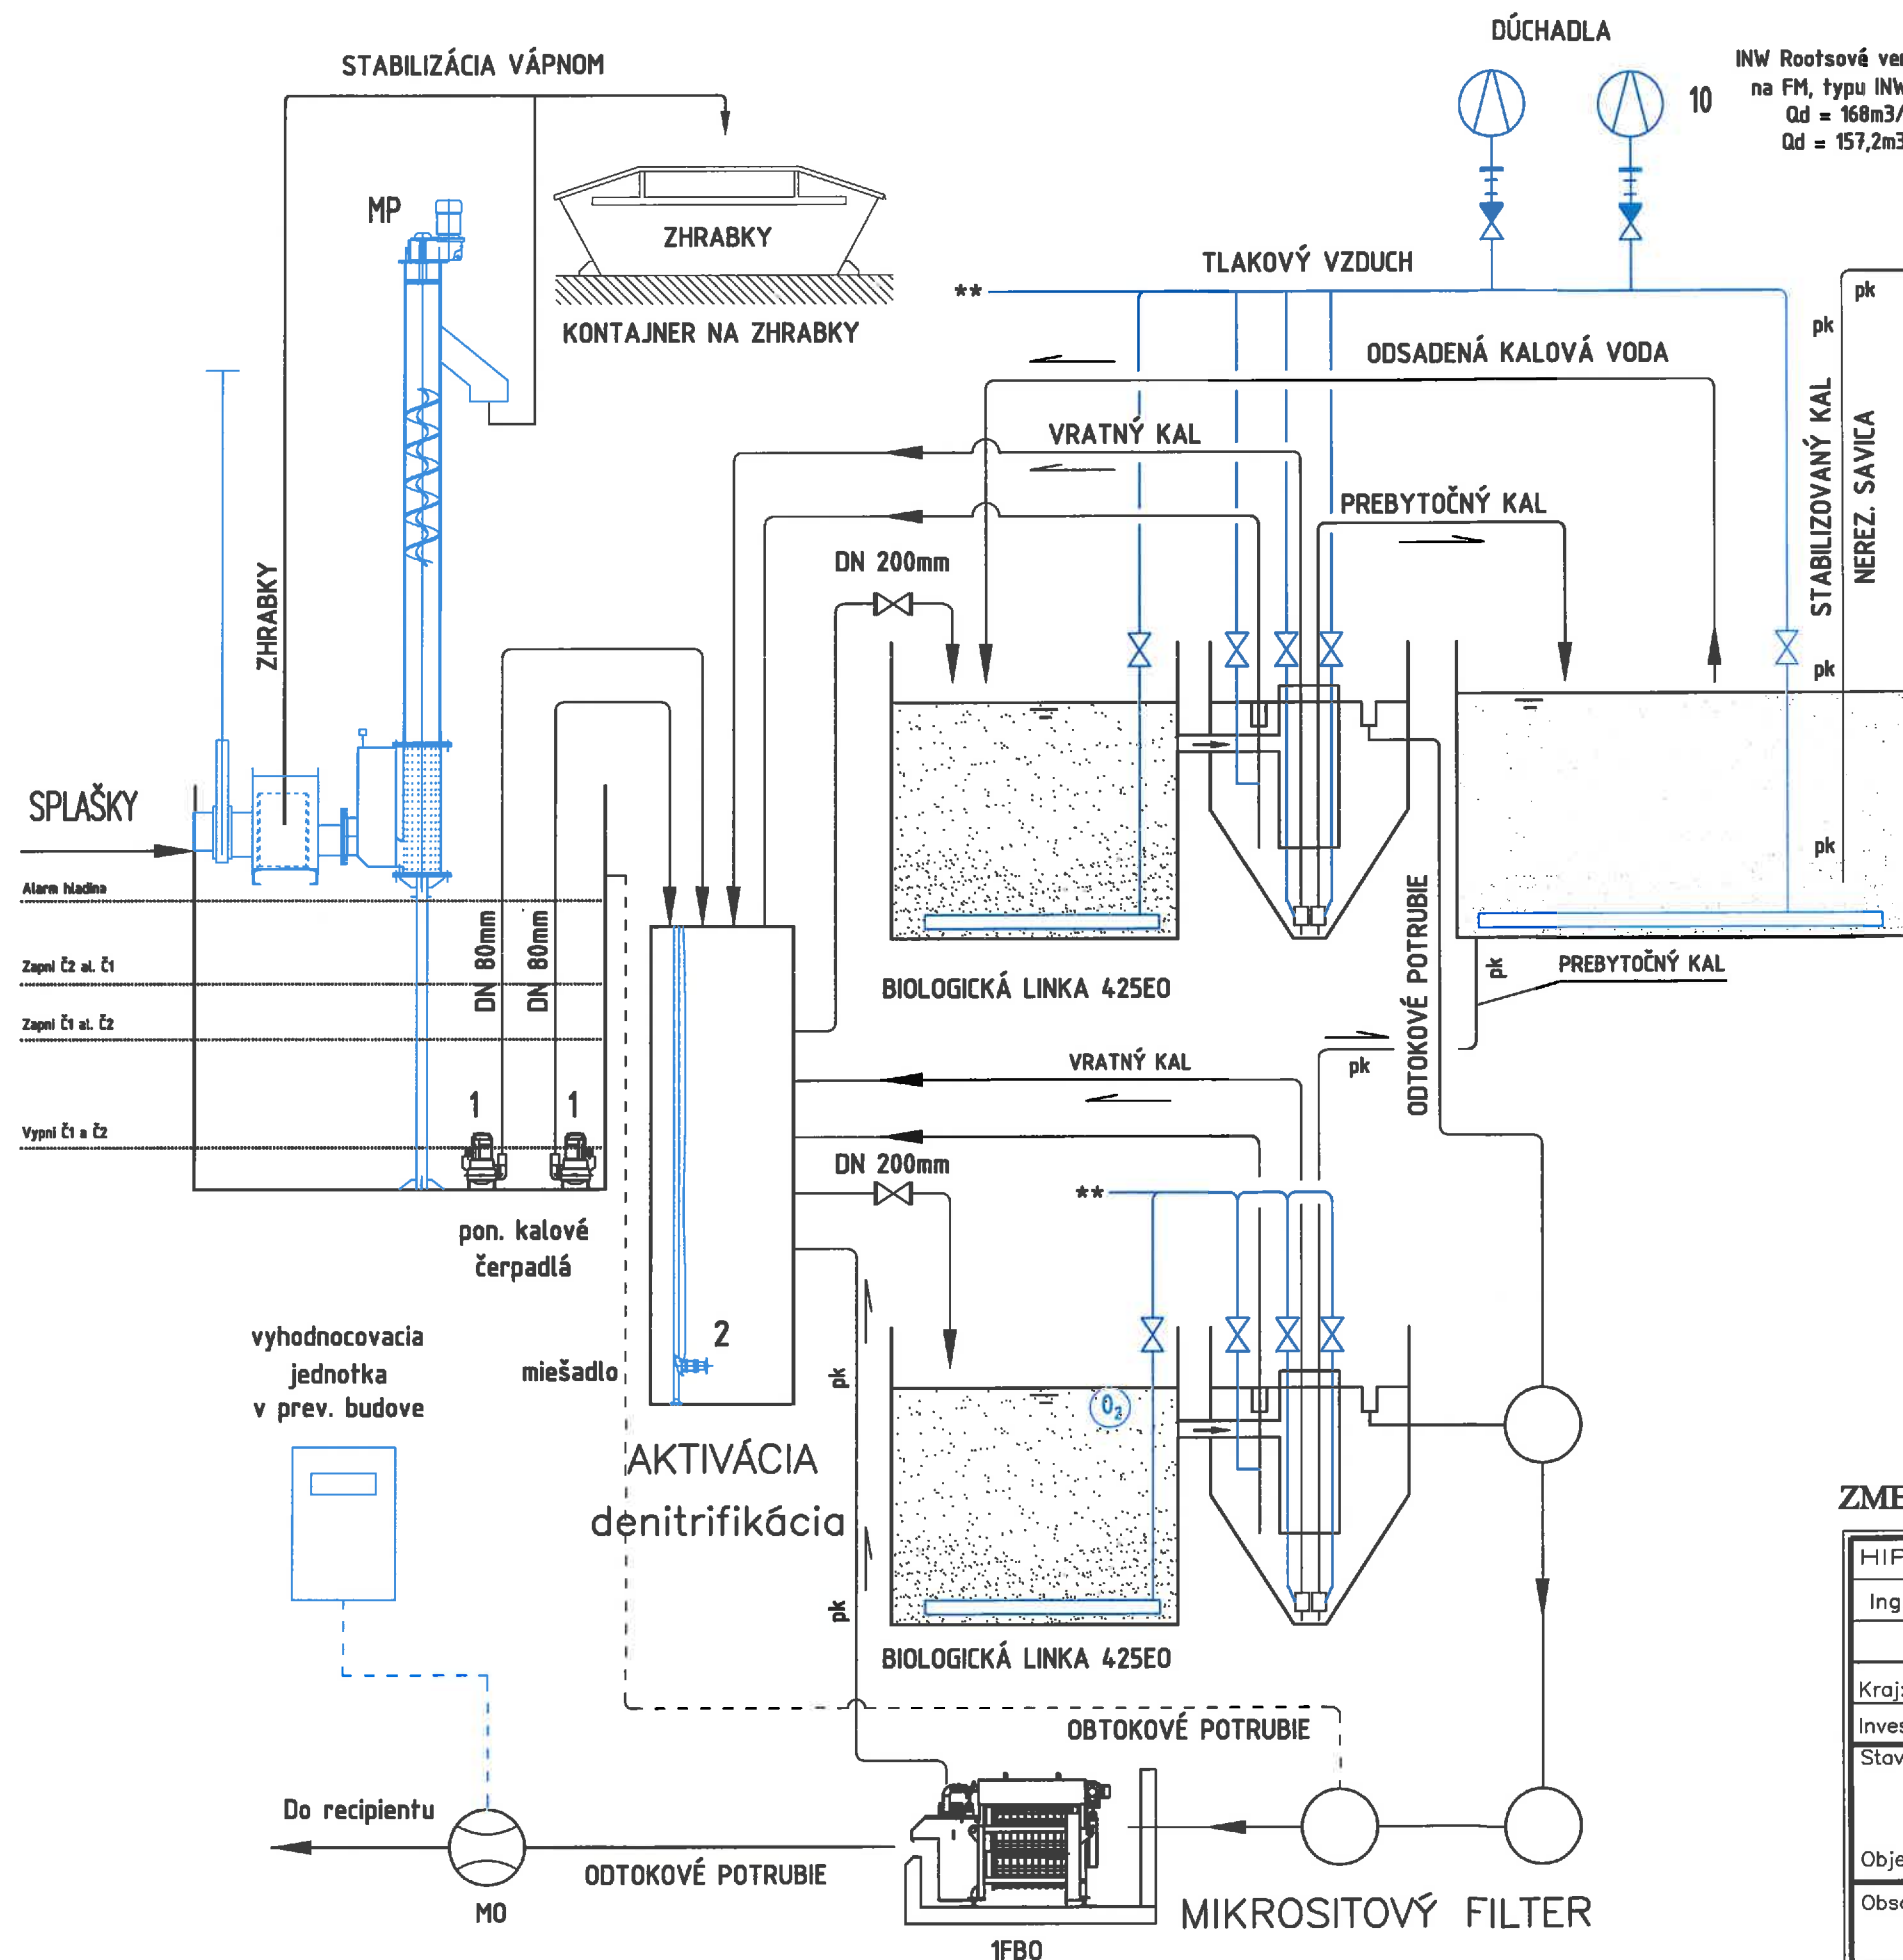 DÚCHADLA
INW Rootsové
na FM, typu INW
Qd = 168m3/
Qd = 157,2m3
10
STABILIZÁCIA VÁPNOM
MP
ZHRABKY
KONTAJNER NA ZHRABKY
TLAKOVÝ VZDUCH
**
pk
pk
ODSADENÁ KALOVÁ VODA
VRATNÝ KAL
PREBYTOČNÝ KAL
STABILIZOVANÝ KAL
NEREZ. SAVICA
DN 200mm
ZHRABKY
pk
SPLAŠKY
pk
Alarm hladina
DN 80mm
DN 80mm
Zapni Č2 al. Č1
Zapni Č1 al. Č2
Vypni Č1 a Č2
BIOLOGICKÁ LINKA 425EO
ODTOKOVÉ POTRUBIE
pk
PREBYTOČNÝ KAL
VRATNÝ KAL
pk
1
1
DN 200mm
**
pon. kalové
čerpadlá
2
miešadlo
vyhodnocovacia
jednotka
v prev. budove
pk
O2
AKTIVÁCIA
denitrifikácia
pk
BIOLOGICKÁ LINKA 425EO
OBTOKOVÉ POTRUBIE
Do recipientu
ODTOKOVÉ POTRUBIE
MO
MIKROSITOVÝ FILTER
1FBO
ZME
HIP
Ing
Kraj:
Inves
Stav
Obje
Obsa